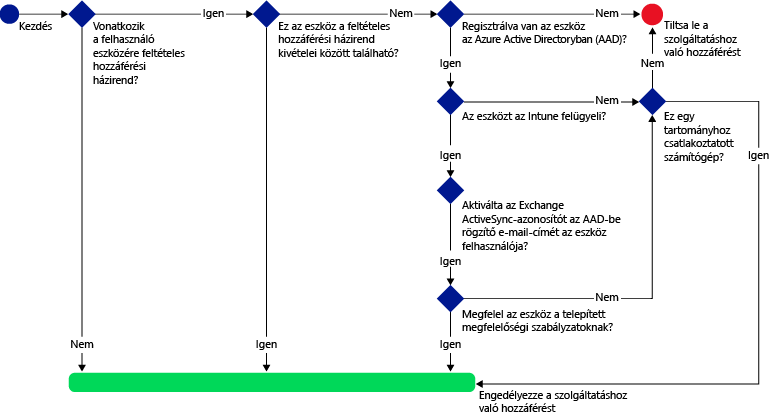 Kezdés
Vonatkozik
a felhasználó
eszközére feltételes
hozzáférési
házirend?
Igen
Ez az eszköz a feltételes
hozzáférési házirend
kivételei között található?
Nem
Regisztrálva van az eszköz
az Azure Active Directoryban (AAD)?
Nem
Tiltsa le a
szolgáltatáshoz
való hozzáférést
Igen
Nem
Az eszközt az Intune felügyeli?
Nem
Ez egy
tartományhoz
csatlakoztatott
számítógép?
Igen
Igen
Aktiválta az Exchange
ActiveSync-azonosítót az AAD-be
rögzítő e-mail-címét az eszköz
felhasználója?
Igen
Nem
Megfelel az eszköz a telepített
megfelelőségi szabályzatoknak?
Nem
Igen
Igen
Engedélyezze a szolgáltatáshoz
való hozzáférést